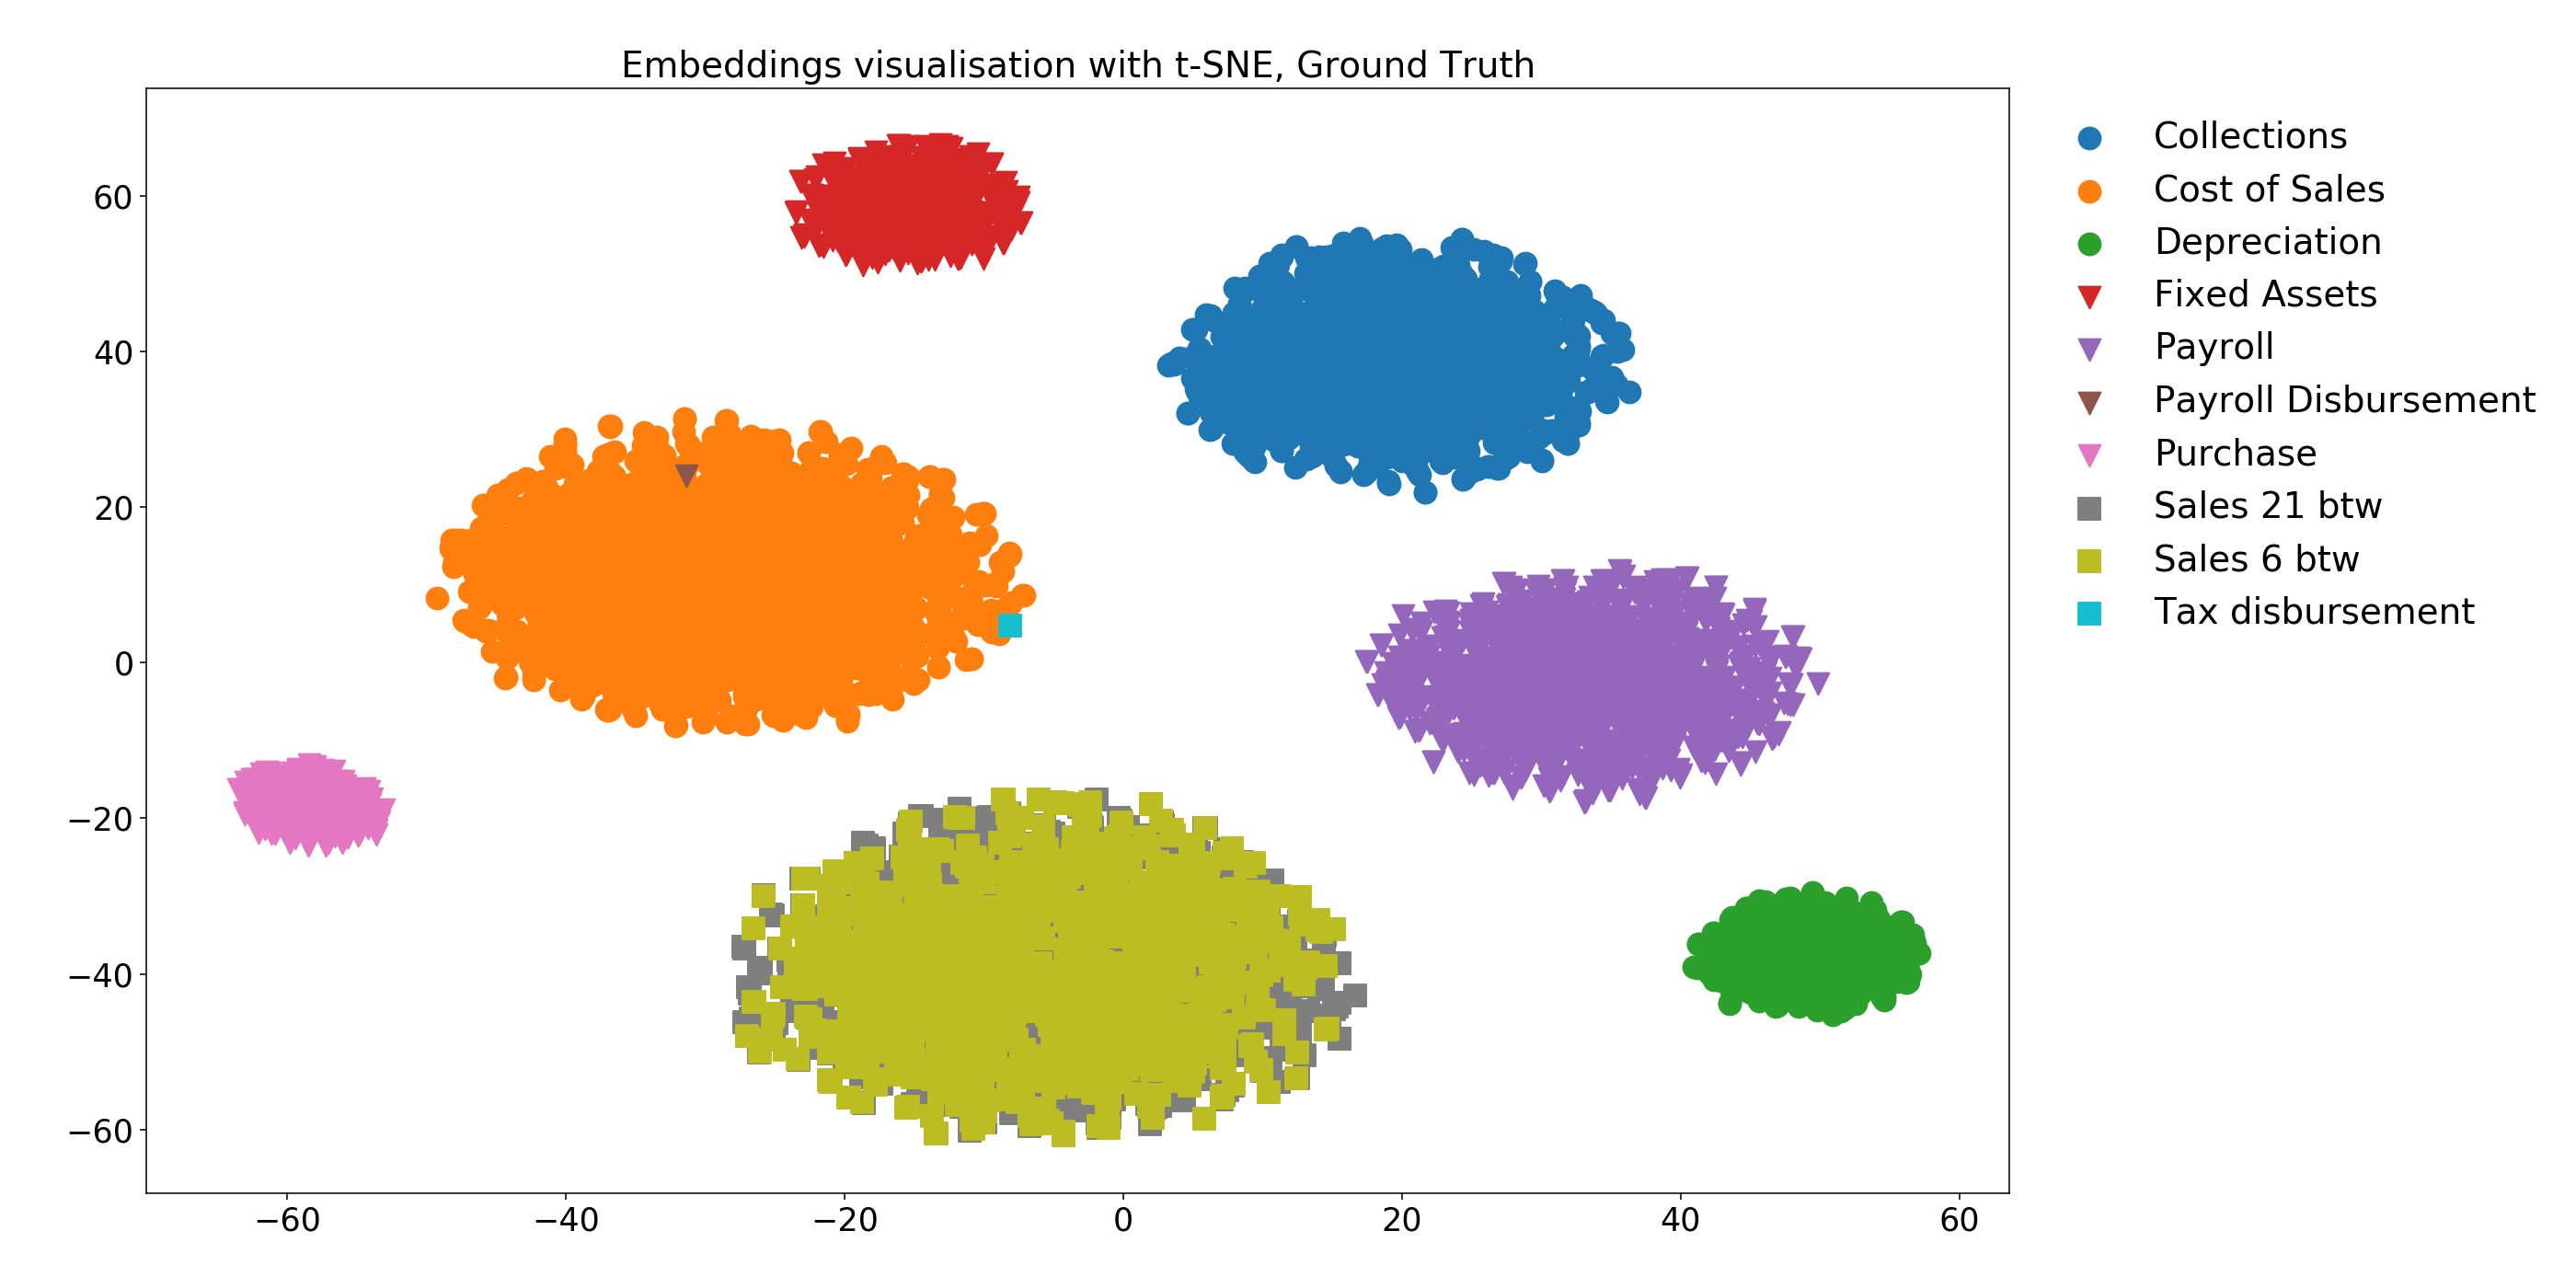 Embeddings visualisation with t-SNE, Ground Truth
60
40
20
0
−20
−40
−60
−60 −40 −20 0 20 40 60
Collections
Cost of Sales
Depreciation
Fixed Assets
Payroll
Payroll Disbursement
Purchase
Sales 21 btw
Sales 6 btw
Tax disbursement